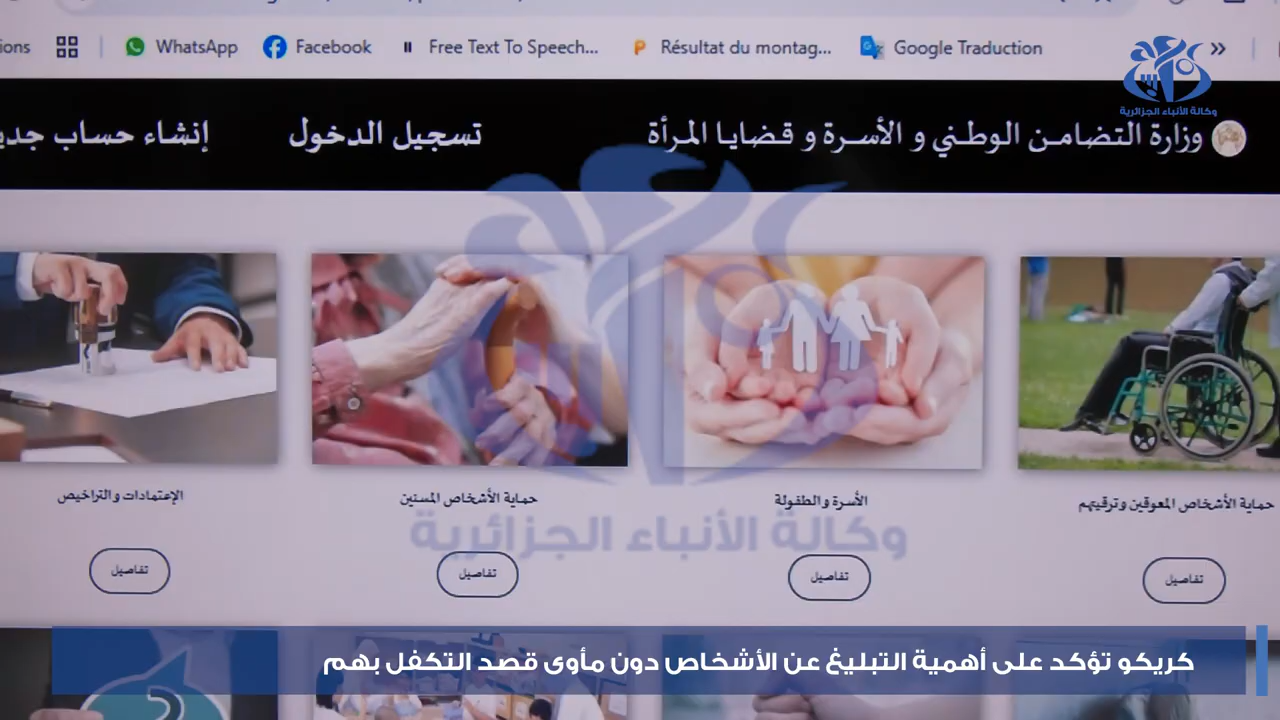 ions
WhatsApp
Facebook
Free Text To Speech...
Résultat du montag...
Google Traduction
»
وكالة الأنباء الجزائرية
وزارة التضامن الوطني و الأسرة و قضايا المرأة
تسجيل الدخول
إنشاء حساب جدي
حماية الأشخاص المعوقين وترقيتهم
الأسرة والطفولة
حماية الأشخاص المسنين
الإعتمادات والتراخيص
وكالة الأنباء الجزائرية
تفاصيل
تفاصيل
تفاصيل
تفاصيل
كريكو تؤكد على أهمية التبليغ عن الأشخاص دون مأوى قصد التكفل بهم